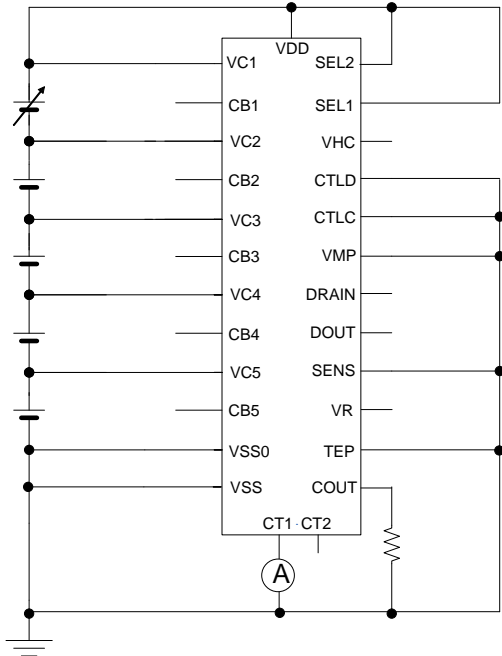 VDD
VC1
SEL2
CB1
SEL1
VC2
VHC
CB2
CTLD
VC3
CTLC
CB3
VMP
VC4
DRAIN
CB4
DOUT
VC5
SENS
CB5
VR
VSS0
TEP
VSS
COUT
CT1 CT2
A